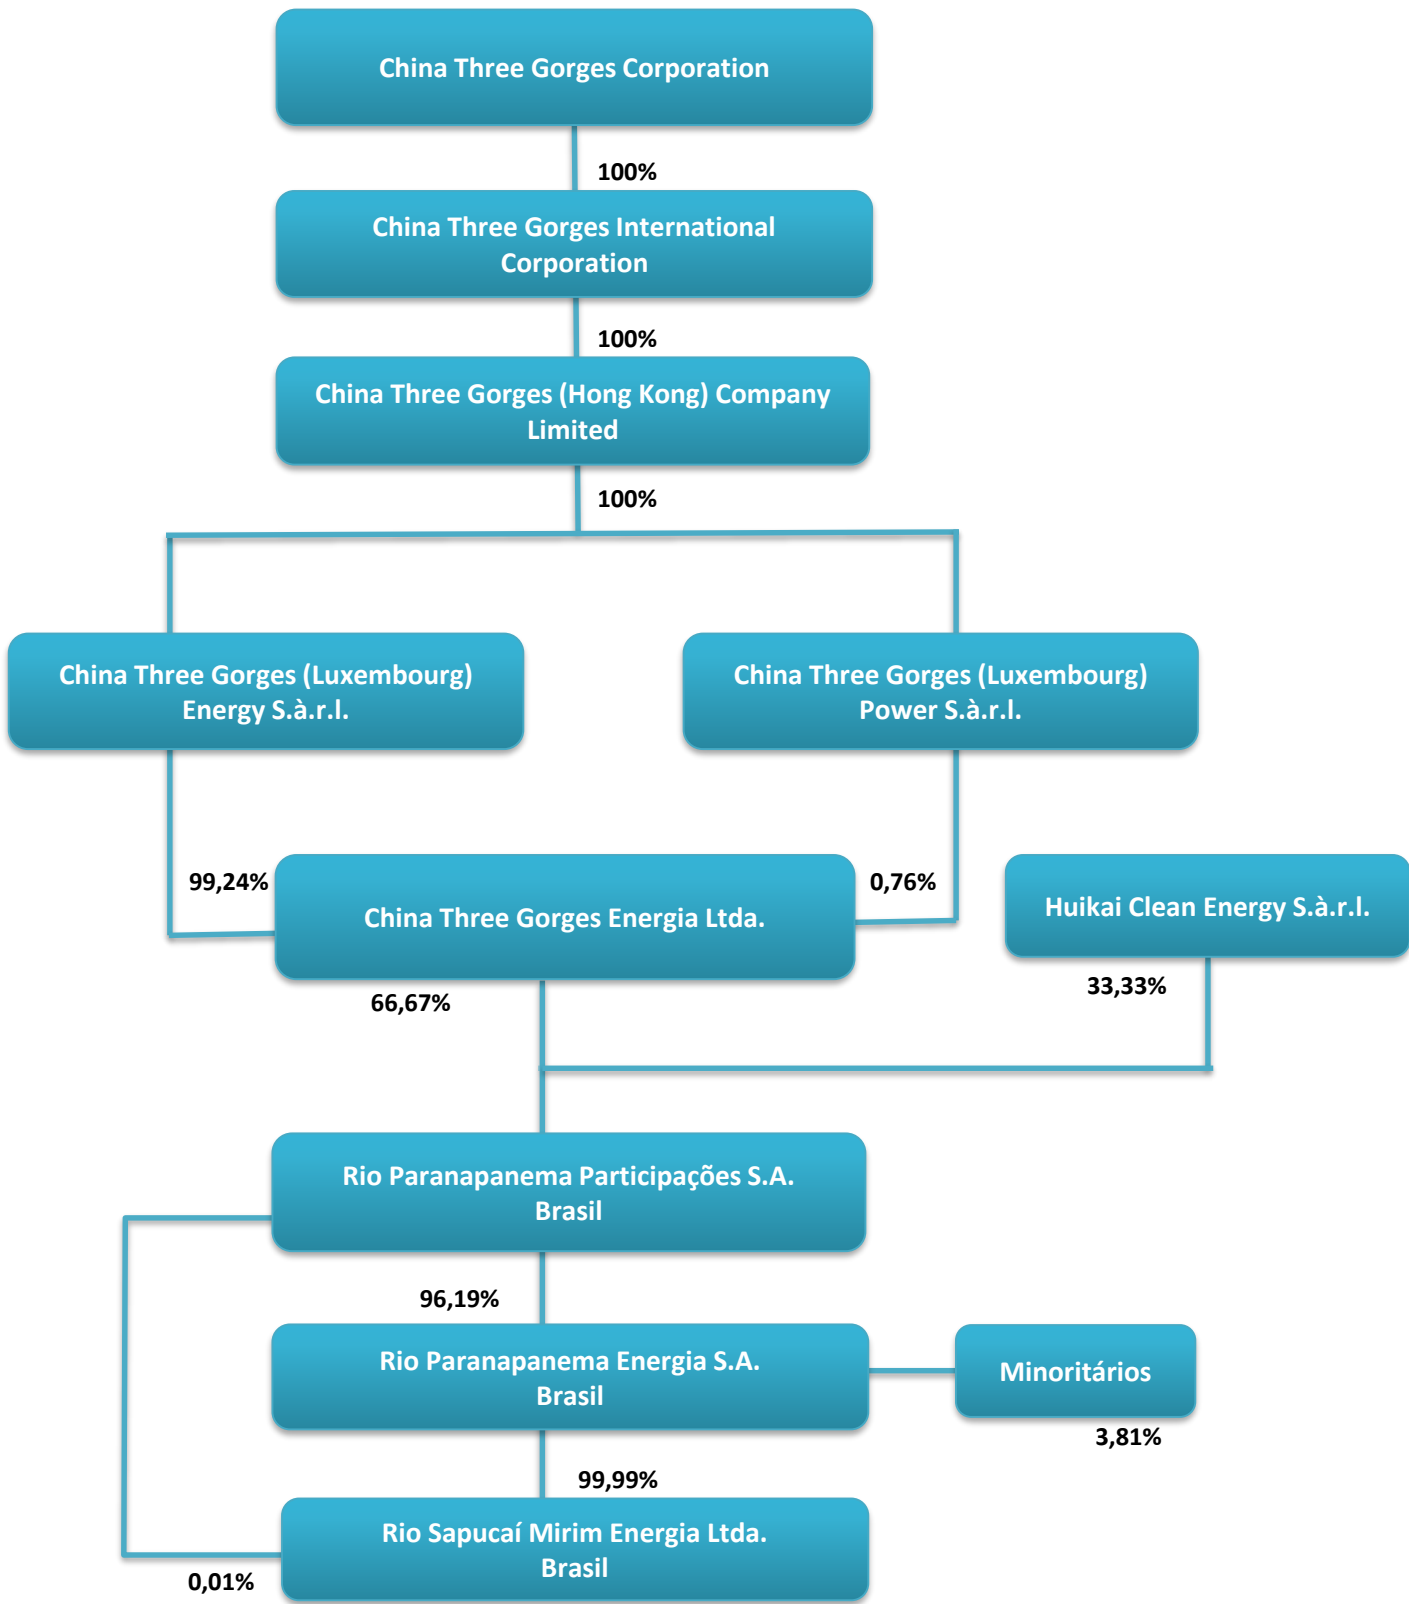 China Three Gorges Corporation
100%
China Three Gorges International
Corporation
100%
China Three Gorges (Hong Kong) Company
Limited
100%
China Three Gorges (Luxembourg)
Energy S.à.r.l.
China Three Gorges (Luxembourg)
Power S.à.r.l.
99,24%
China Three Gorges Energia Ltda.
0,76%
Huikai Clean Energy S.à.r.l.
66,67%
33,33%
Rio Paranapanema Participações S.A.
Brasil
96,19%
Rio Paranapanema Energia S.A.
Brasil
Minoritários
3,81%
99,99%
Rio Sapucaí Mirim Energia Ltda.
Brasil
0,01%